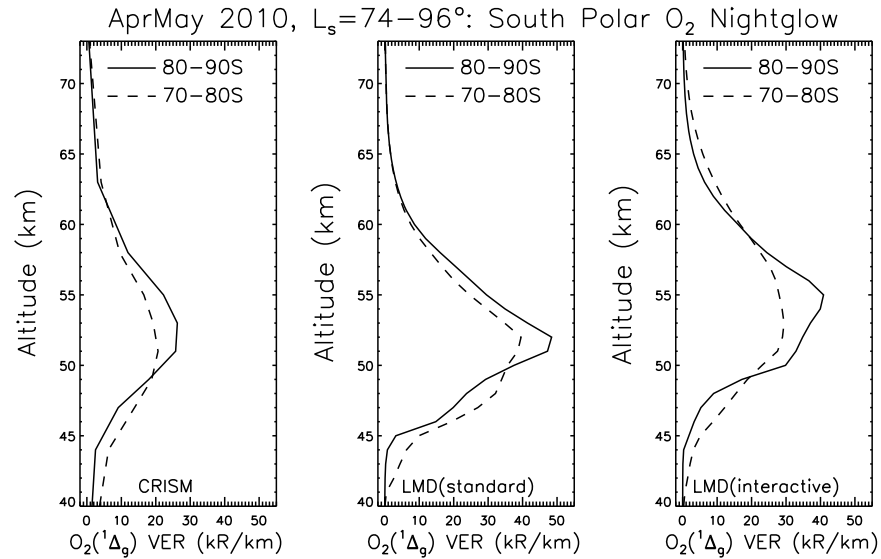 AprMay 2010, Lₛ=74−96°: South Polar O₂ Nightglow
80−90S
70−80S
Altitude (km)
70
65
60
55
50
45
40
CRISM
0 10 20 30 40 50
O₂(¹Δg) VER (kR/km)
80−90S
70−80S
Altitude (km)
70
65
60
55
50
45
40
LMD(standard)
0 10 20 30 40 50
O₂(¹Δg) VER (kR/km)
80−90S
70−80S
Altitude (km)
70
65
60
55
50
45
40
LMD(interactive)
0 10 20 30 40 50
O₂(¹Δg) VER (kR/km)